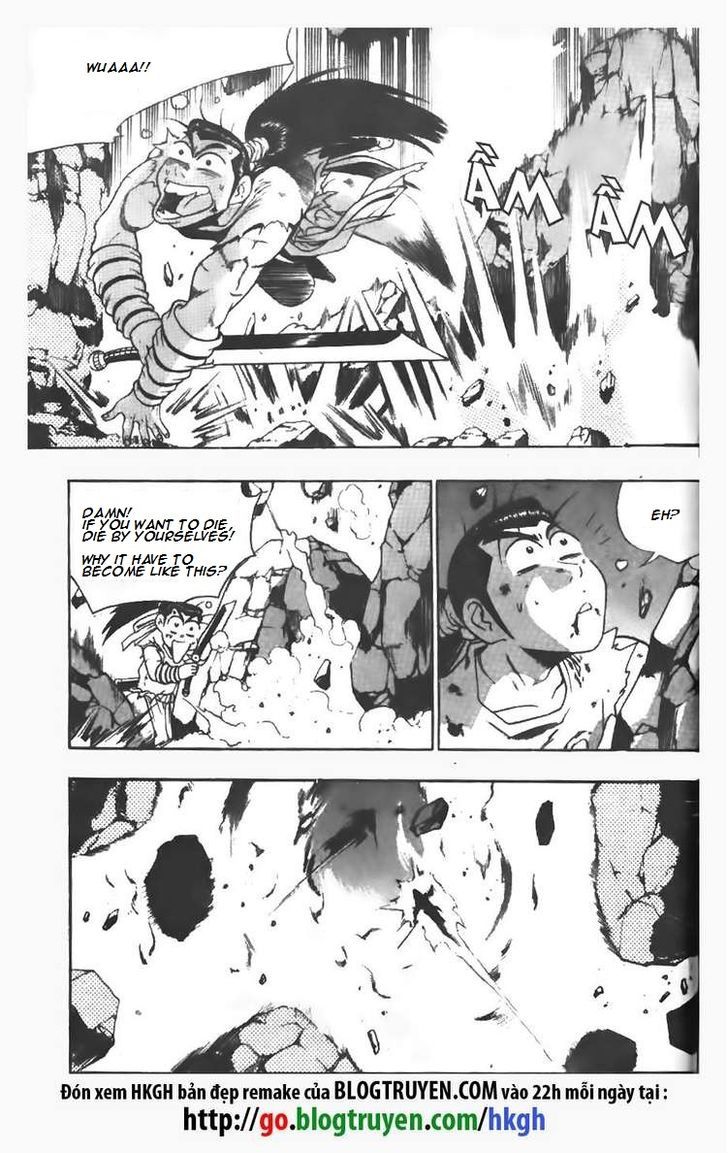 WUAAA!!
ẦM
ẦM
DAMN!
IF YOU WANT TO DIE,
DIE BY YOURSELVES!
WHY IT HAVE TO
BECOME LIKE THIS?
EH?
Đón xem HKGH bản đẹp remake của BLOGTRUYEN.COM vào 22h mỗi ngày tại :
http://go.blogtruyen.com/hkgh